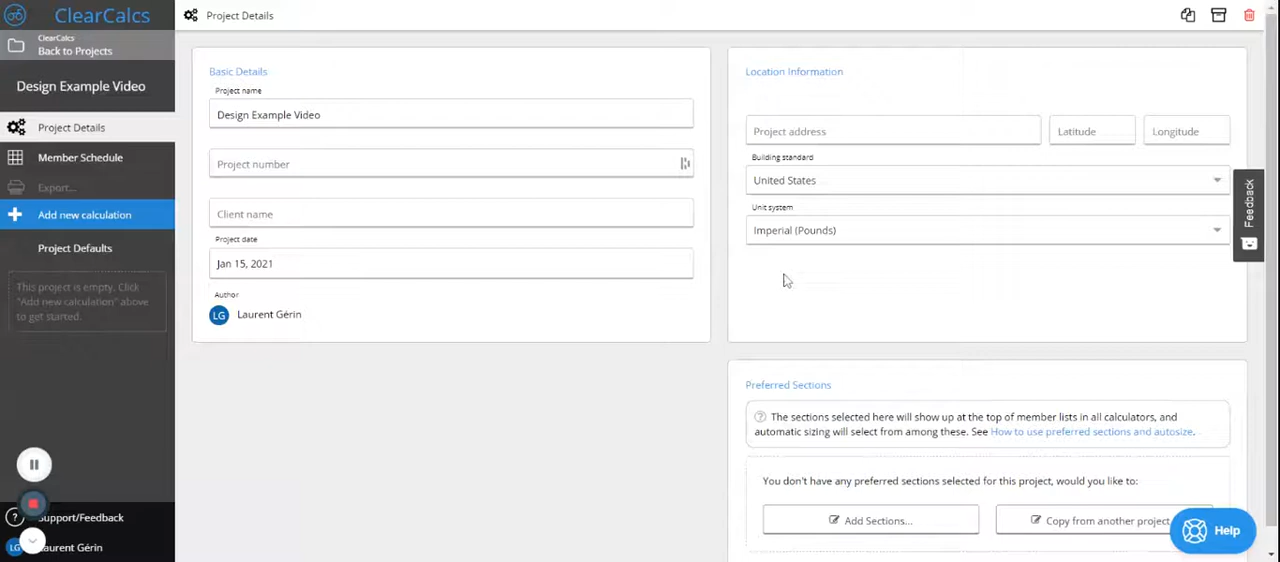 ClearCalcs
ClearCalcs
Back to Projects
Design Example Video
Project Details
Member Schedule
Export...
Add new calculation
Project Defaults
This project is empty. Click
"Add new calculation" above
to get started.
Support/Feedback
LG Laurent Gérin
Project Details
Basic Details
Project name
Design Example Video
Project number
Client name
Project date
Jan 15, 2021
Author
LG Laurent Gérin
Location Information
Project address
Latitude
Longitude
Building standard
United States
Unit system
Imperial (Pounds)
Feedback
Preferred Sections
The sections selected here will show up at the top of member lists in all calculators, and
automatic sizing will select from among these. See How to use preferred sections and autosize.
You don't have any preferred sections selected for this project, would you like to:
Add Sections...
Copy from another project
Help